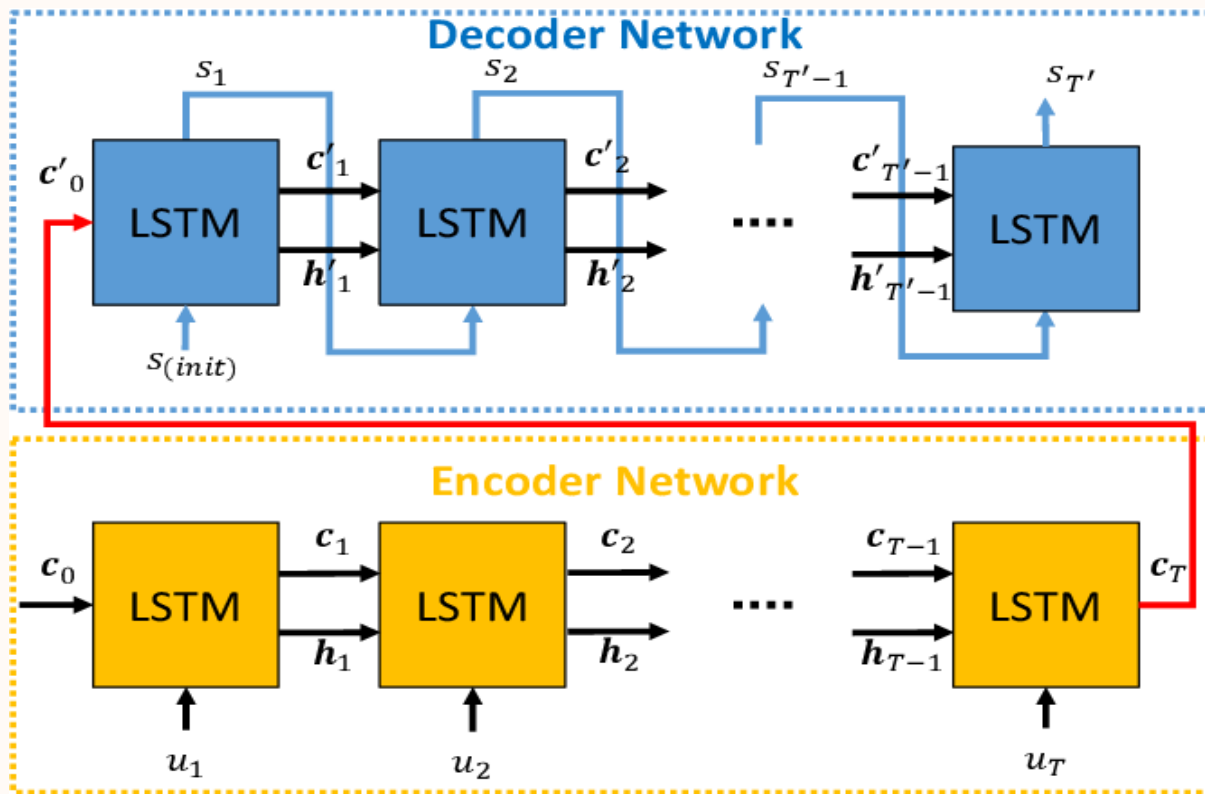 Decoder Network
s_1 s_2 s_{T'-1} s_{T'}
c'_0 c'_1 c'_2 c'_{T'-1}
LSTM LSTM ..... LSTM
h'_1 h'_2 h'_{T'-1}
s_{(init)}
Encoder Network
c_0 c_1 c_2 c_{T-1} c_T
LSTM LSTM ..... LSTM
h_1 h_2 h_{T-1}
u_1 u_2 u_T